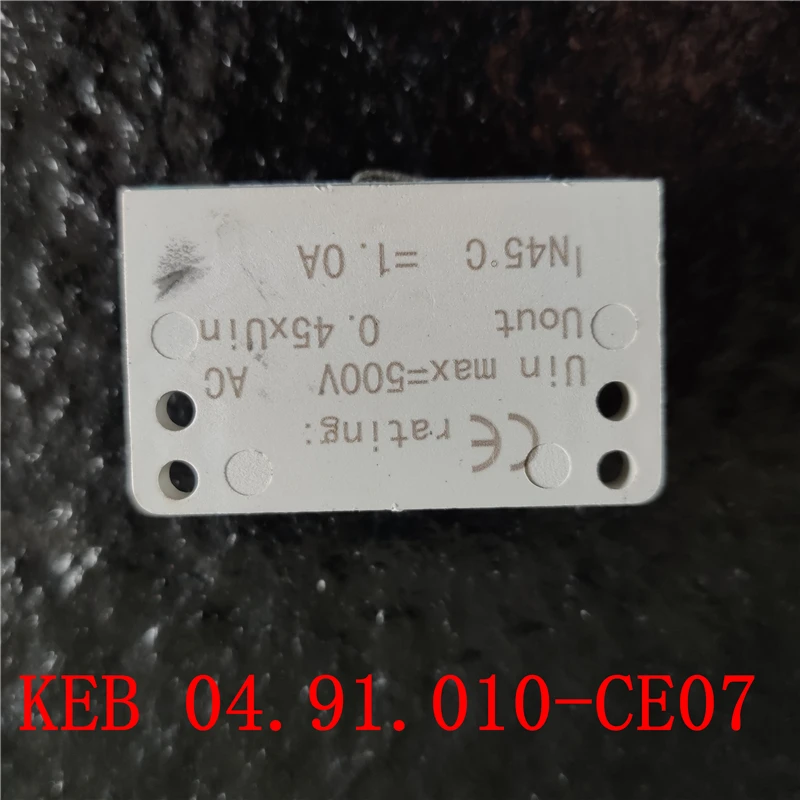 CE rating:
Uin max=500V AC
Uout 0.45xUin
IN45°C =1.0A
KEB 04.91.010-CE07